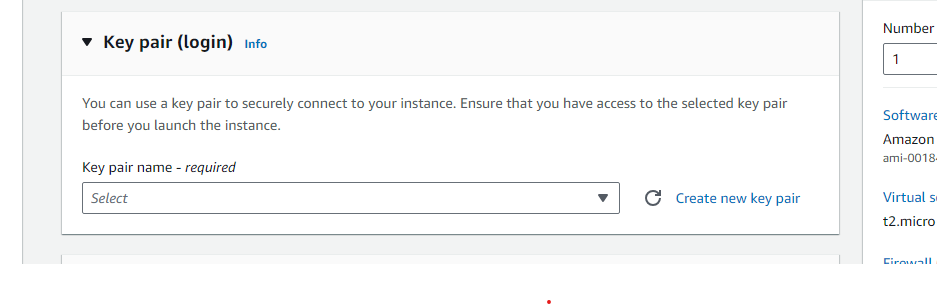 Key pair (login) Info
You can use a key pair to securely connect to your instance. Ensure that you have access to the selected key pair
before you launch the instance.
Key pair name - required
Select
Create new key pair
Number
1
Software
Amazon
ami-0018
Virtual s
t2.micro
Firewall